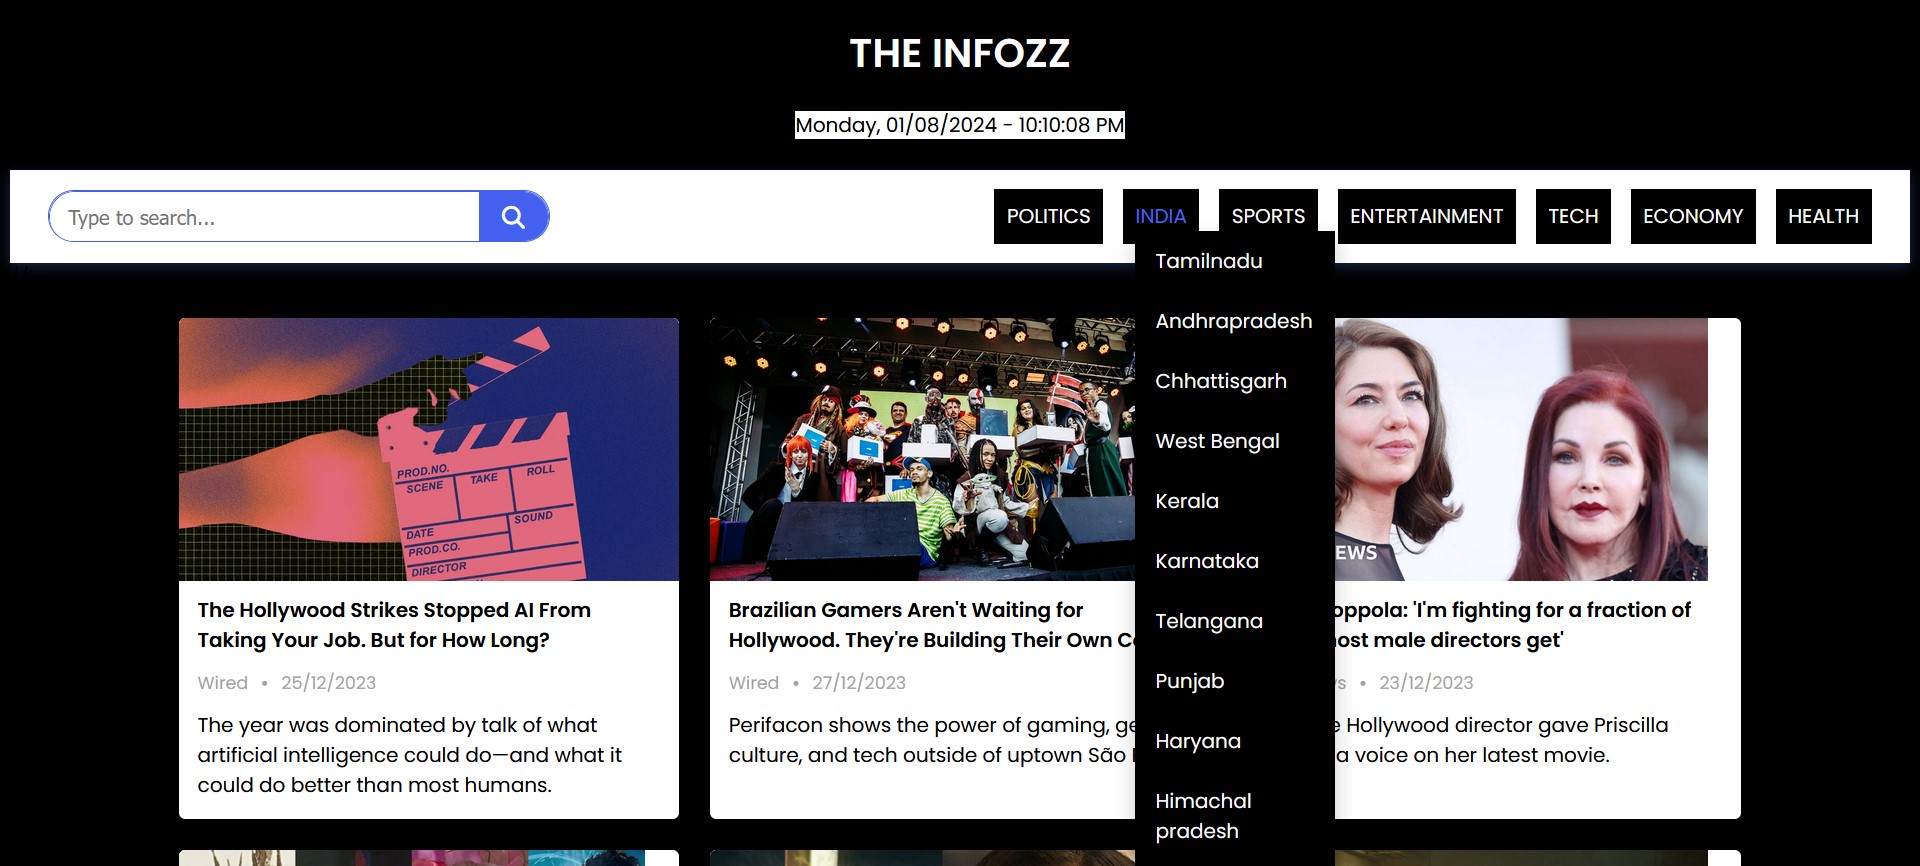 THE INFOZZ
Monday, 01/08/2024 - 10:10:08 PM
Type to search...
POLITICS
INDIA
SPORTS
ENTERTAINMENT
TECH
ECONOMY
HEALTH
Tamilnadu
Andhrapradesh
Chhattisgarh
West Bengal
Kerala
Karnataka
Telangana
Punjab
Haryana
Himachal
pradesh
PROD.NO.
SCENE
TAKE
ROLL
DATE
SOUND
PROD.CO.
DIRECTOR
The Hollywood Strikes Stopped AI From
Taking Your Job. But for How Long?
Wired • 25/12/2023
The year was dominated by talk of what
artificial intelligence could do—and what it
could do better than most humans.
Brazilian Gamers Aren't Waiting for
Hollywood. They're Building Their Own
Wired • 27/12/2023
Perifacon shows the power of gaming,
culture, and tech outside of uptown São
EWS
oppola: 'I'm fighting for a fraction of
ost male directors get'
s • 23/12/2023
e Hollywood director gave Priscilla
a voice on her latest movie.